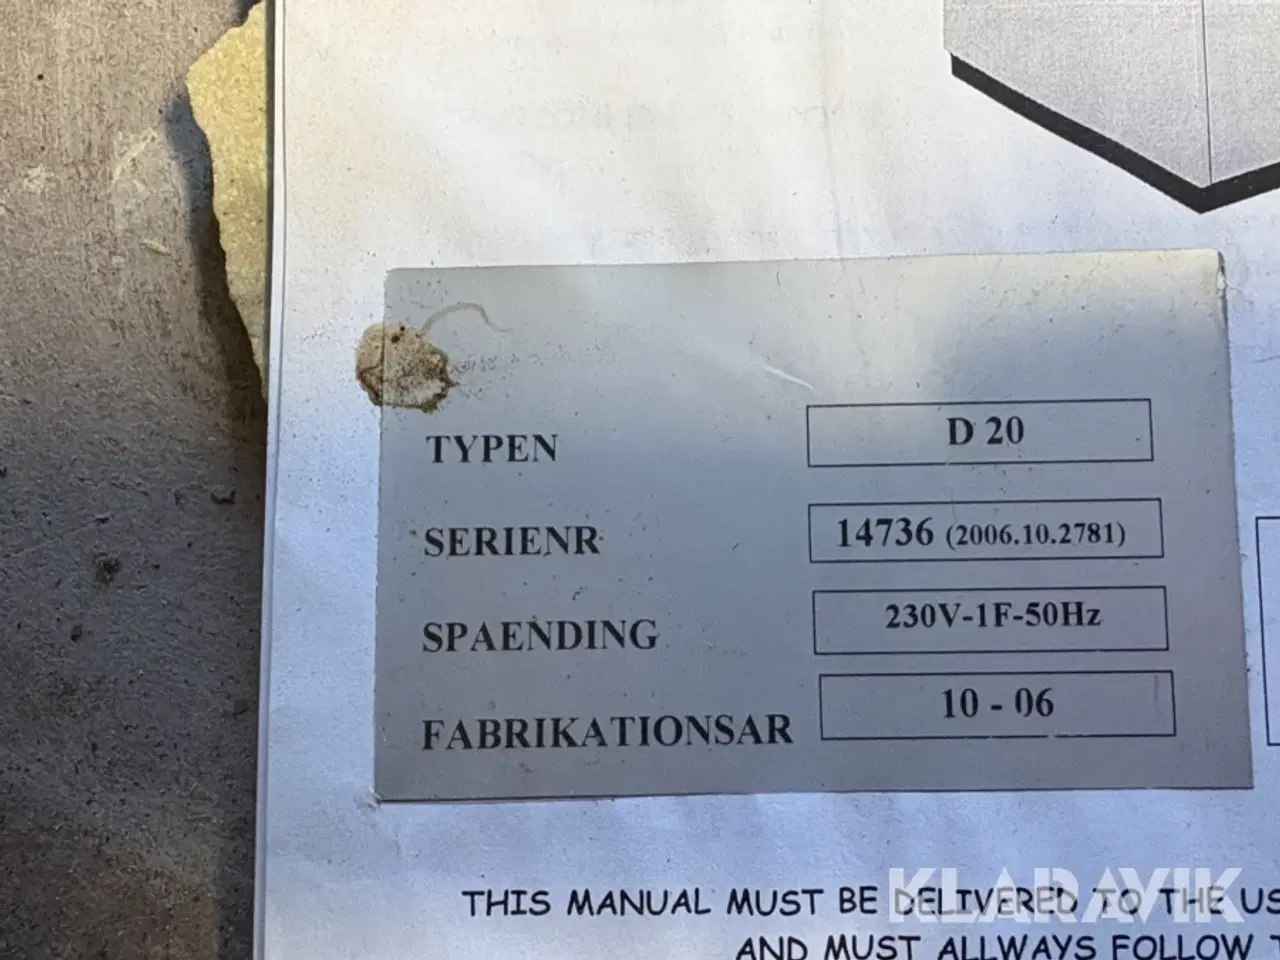 TYPEN D 20
SERIENR 14736 (2006.10.2781)
SPAENDING 230V-1F-50Hz
FABRIKATIONSAR 10 - 06
THIS MANUAL MUST BE DELIVERED TO THE US
AND MUST ALLWAYS FOLLOW T
KLARAVIK